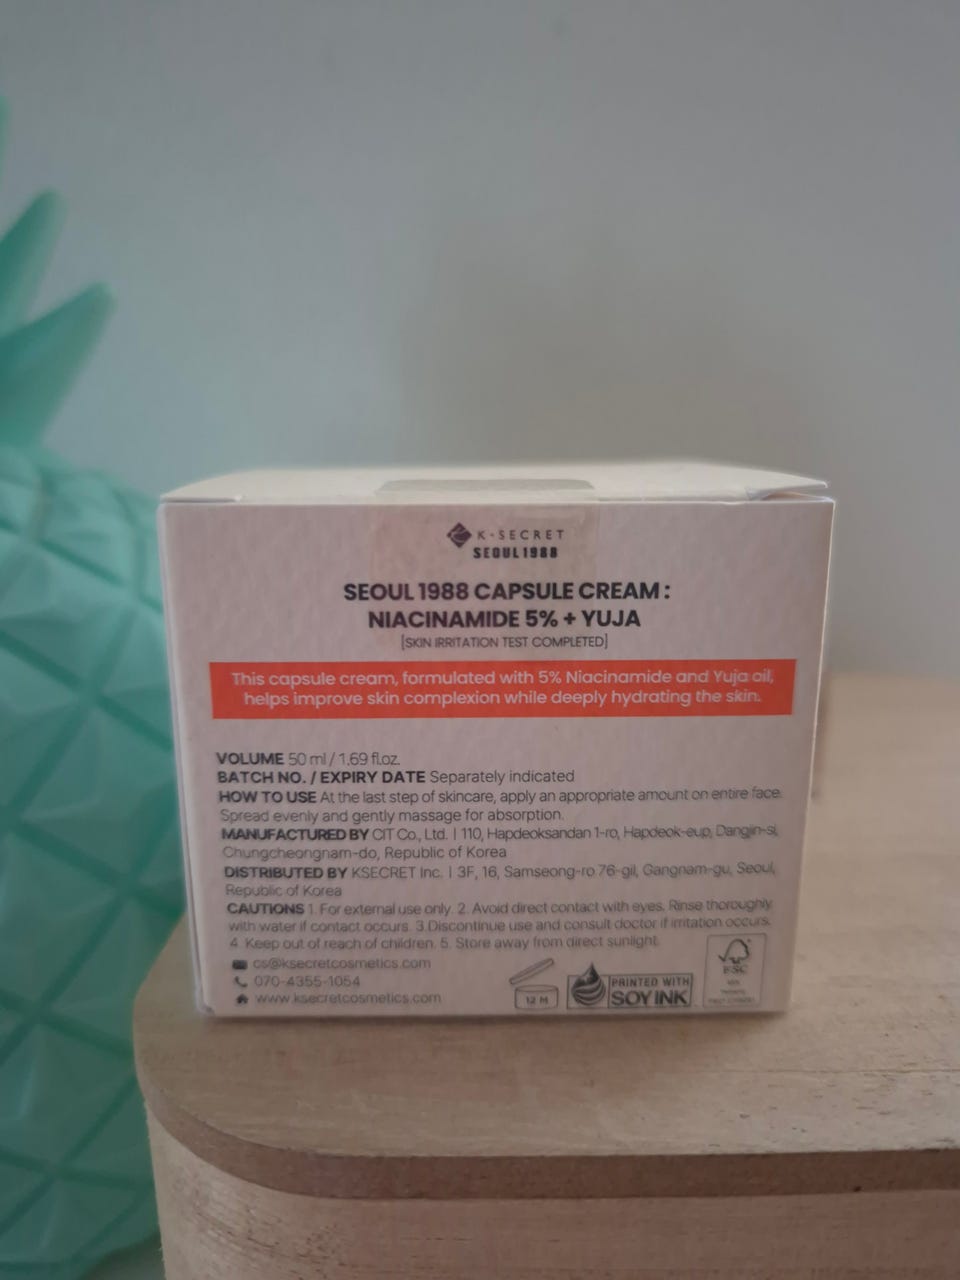 K-SECRET
SEOUL 1988
SEOUL 1988 CAPSULE CREAM :
NIACINAMIDE 5% + YUJA
[SKIN IRRITATION TEST COMPLETED]
This capsule cream, formulated with 5% Niacinamide and Yuja oil,
helps improve skin complexion while deeply hydrating the skin.
VOLUME 50 ml / 1.69 fl.oz.
BATCH NO. / EXPIRY DATE Separately indicated
HOW TO USE At the last step of skincare, apply an appropriate amount on entire face.
Spread evenly and gently massage for absorption.
MANUFACTURED BY CIT Co., Ltd. | 110, Hapdeoksandan 1-ro, Hapdeok-eup, Dangjin-si,
Chungcheongnam-do, Republic of Korea
DISTRIBUTED BY KSECRET Inc. | 3F, 16, Samseong-ro 76-gil, Gangnam-gu, Seoul,
Republic of Korea
CAUTIONS 1. For external use only. 2. Avoid direct contact with eyes. Rinse thoroughly
with water if contact occurs. 3.Discontinue use and consult doctor if irritation occurs.
4. Keep out of reach of children. 5. Store away from direct sunlight.
cs@ksecretcosmetics.com
070-4355-1054
www.ksecretcosmetics.com
12 M
PRINTED WITH
SOY INK
FSC